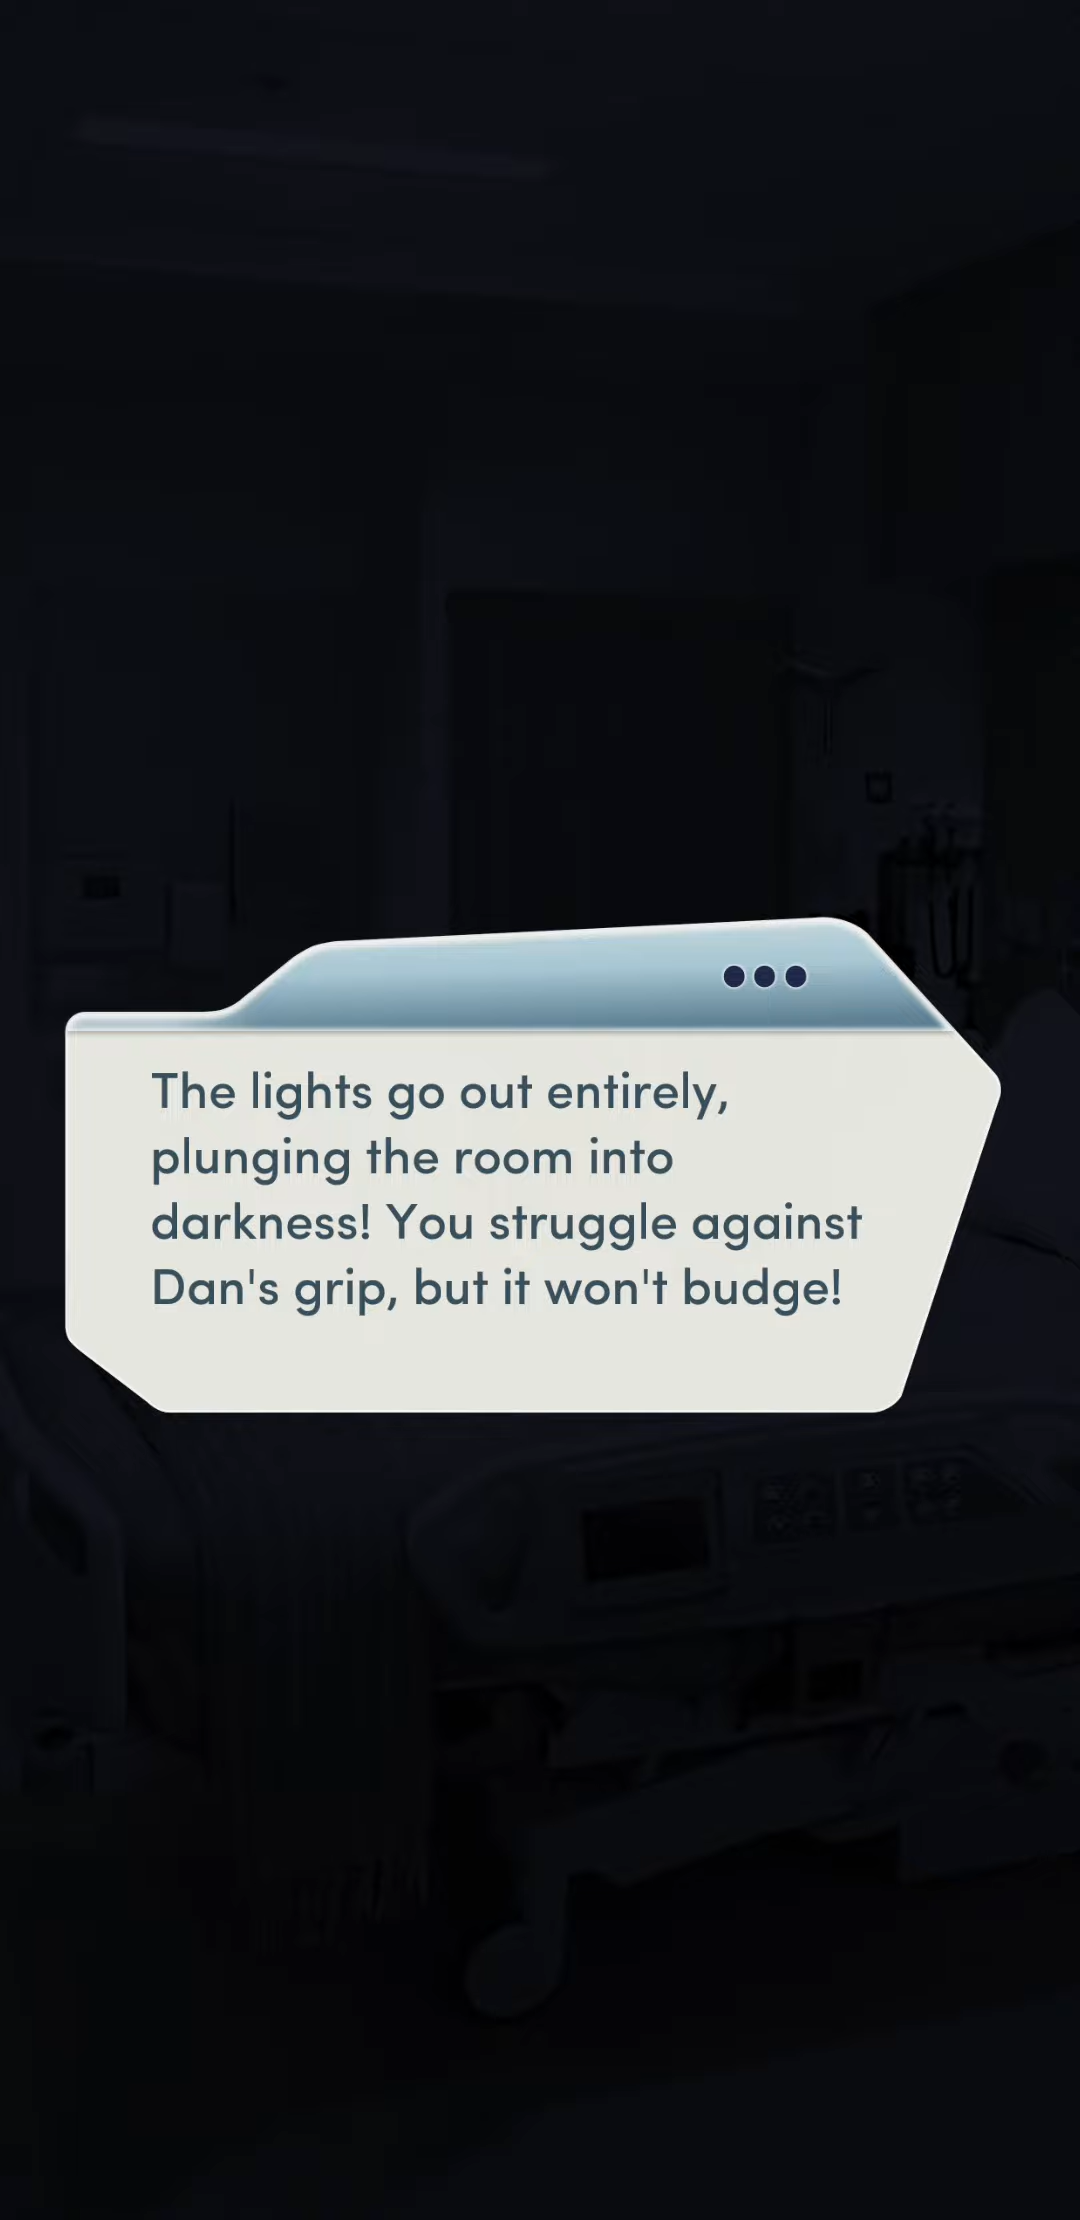 The lights go out entirely,
plunging the room into
darkness! You struggle against
Dan's grip, but it won't budge!